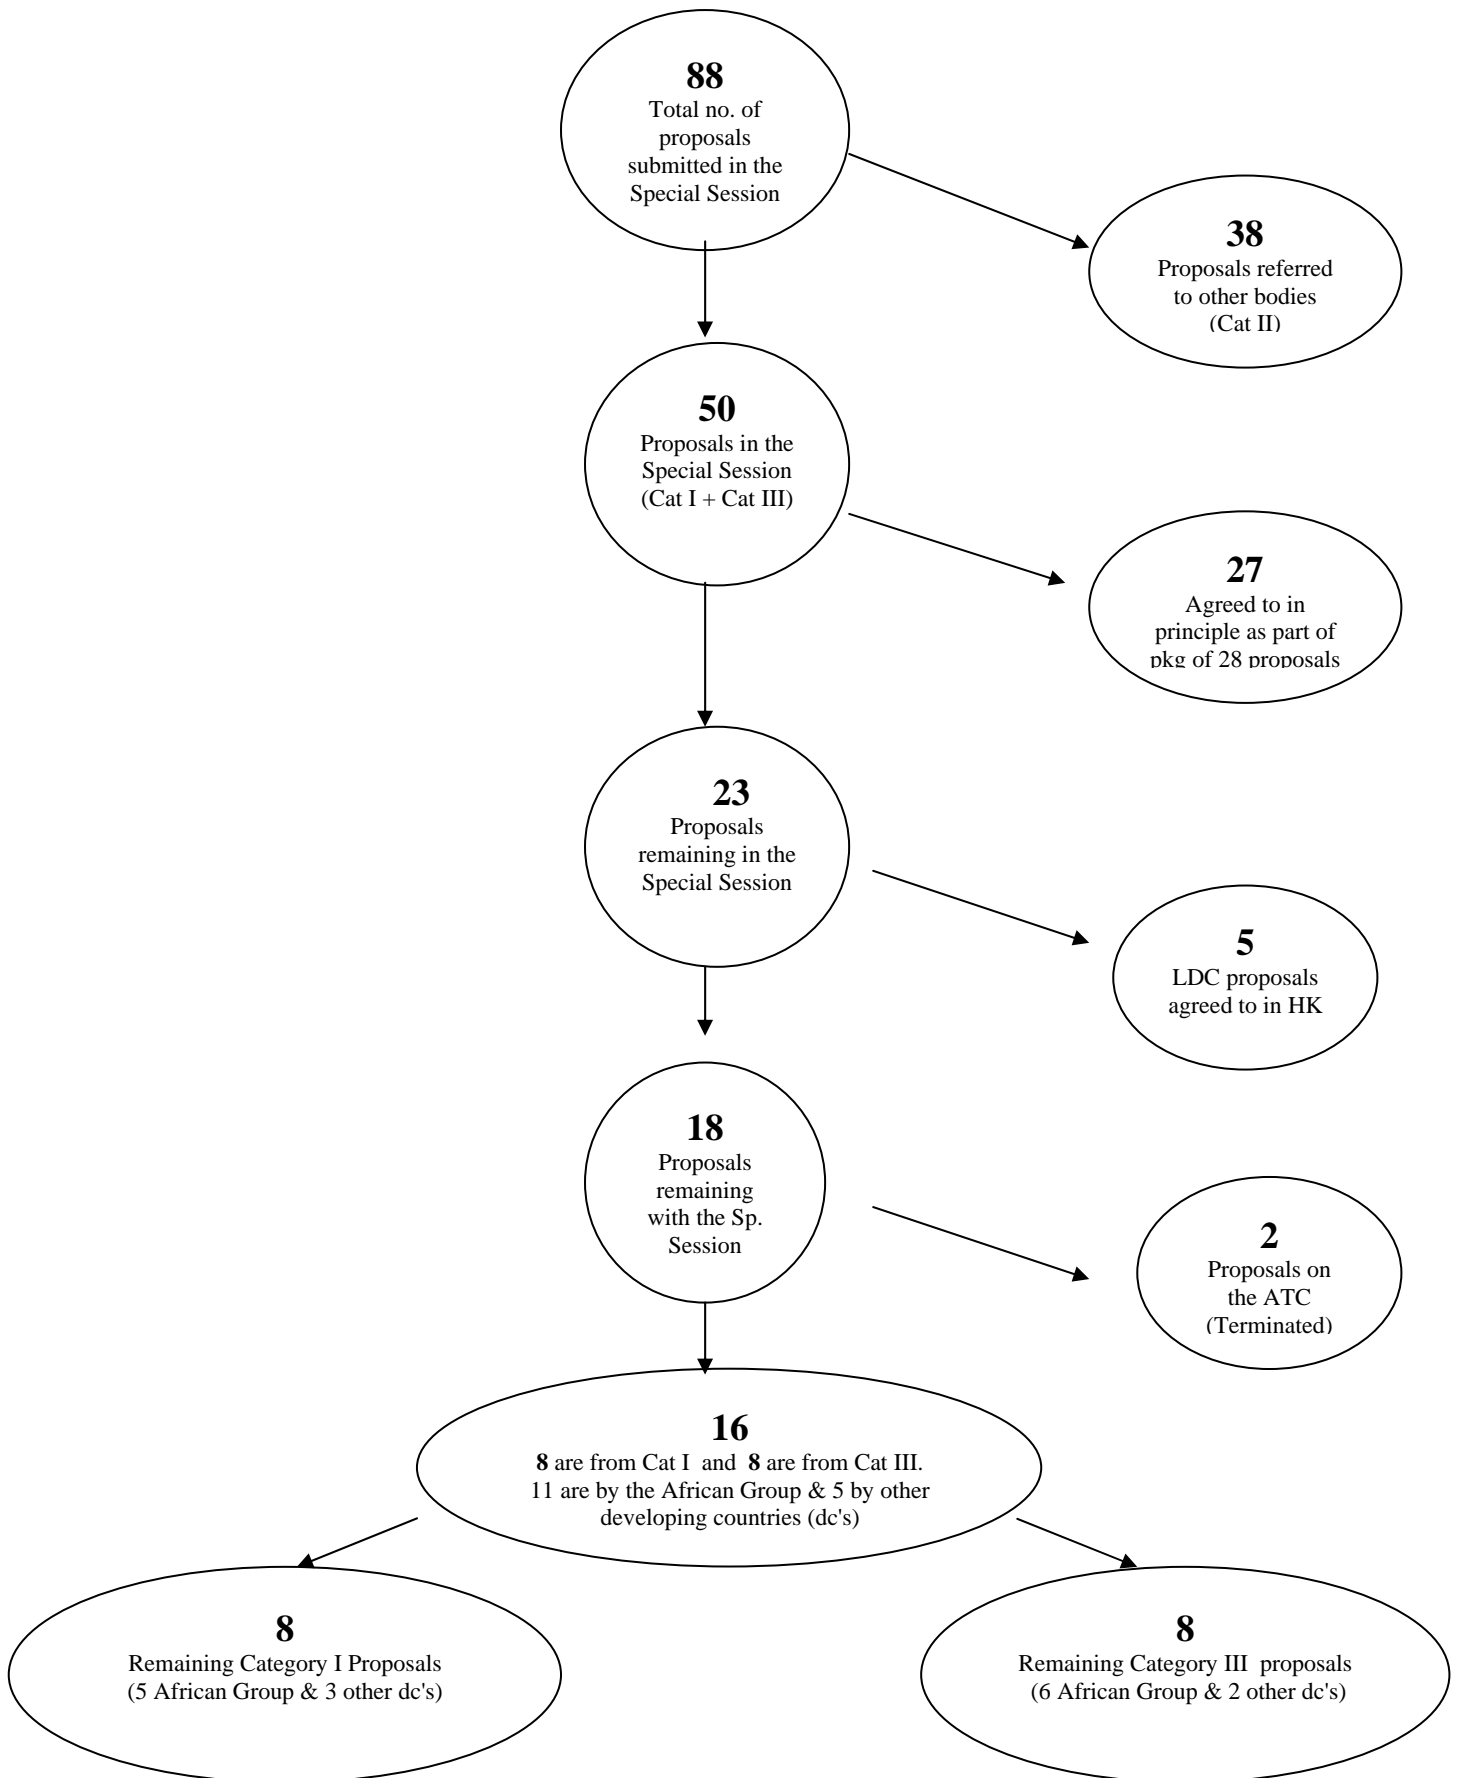 88
Total no. of
proposals
submitted in the
Special Session
38
Proposals referred
to other bodies
(Cat II)
50
Proposals in the
Special Session
(Cat I + Cat III)
27
Agreed to in
principle as part of
pkg of 28 proposals
23
Proposals
remaining in the
Special Session
5
LDC proposals
agreed to in HK
18
Proposals
remaining
with the Sp.
Session
2
Proposals on
the ATC
(Terminated)
16
8 are from Cat I and 8 are from Cat III.
11 are by the African Group & 5 by other
developing countries (dc's)
8
Remaining Category I Proposals
(5 African Group & 3 other dc's)
8
Remaining Category III proposals
(6 African Group & 2 other dc's)